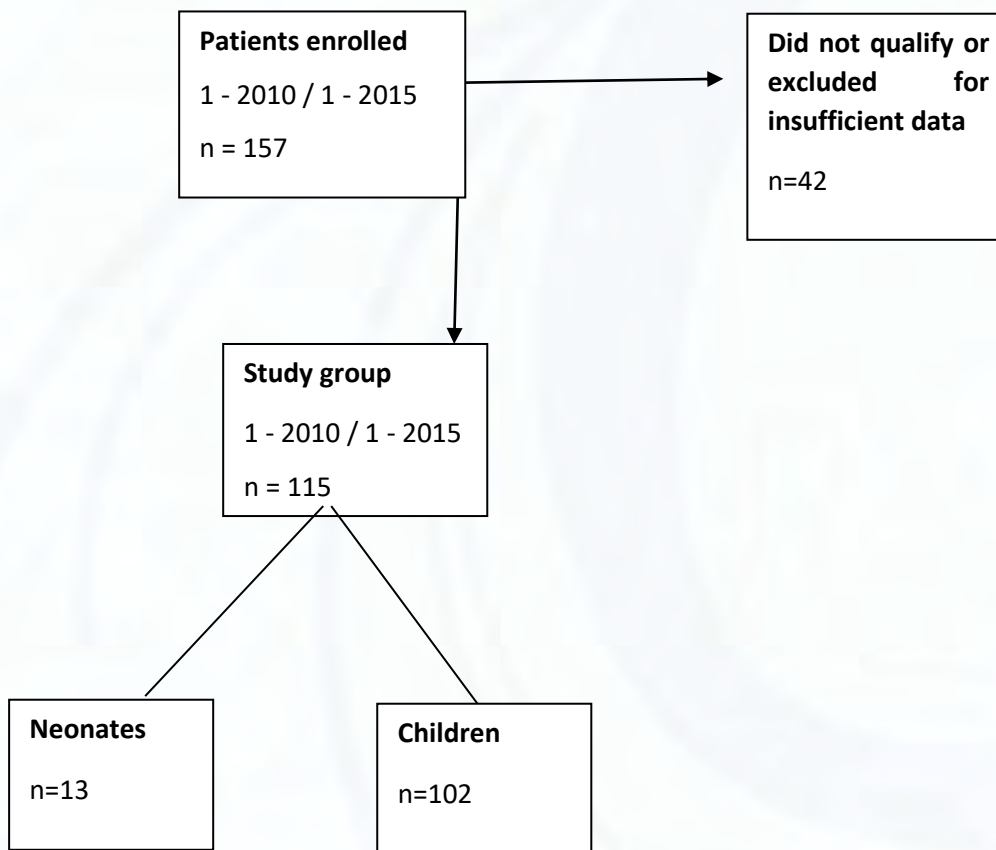 Patients enrolled
1 - 2010 / 1 - 2015
n = 157
Did not qualify or
excluded for
insufficient data
n=42
Study group
1 - 2010 / 1 - 2015
n = 115
Neonates
n=13
Children
n=102